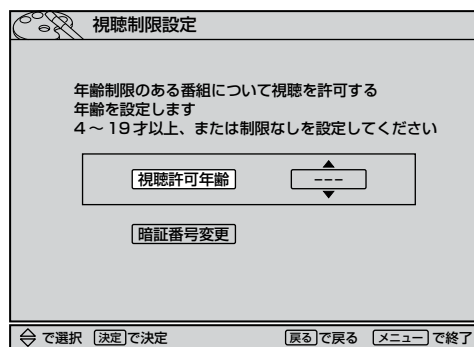 視聴制限設定
年齢制限のある番組について視聴を許可する
年齢を設定します
4～19才以上、または制限なしを設定してください
視聴許可年齢 ---
暗証番号変更
で選択 決定で決定 戻るで戻る メニューで終了